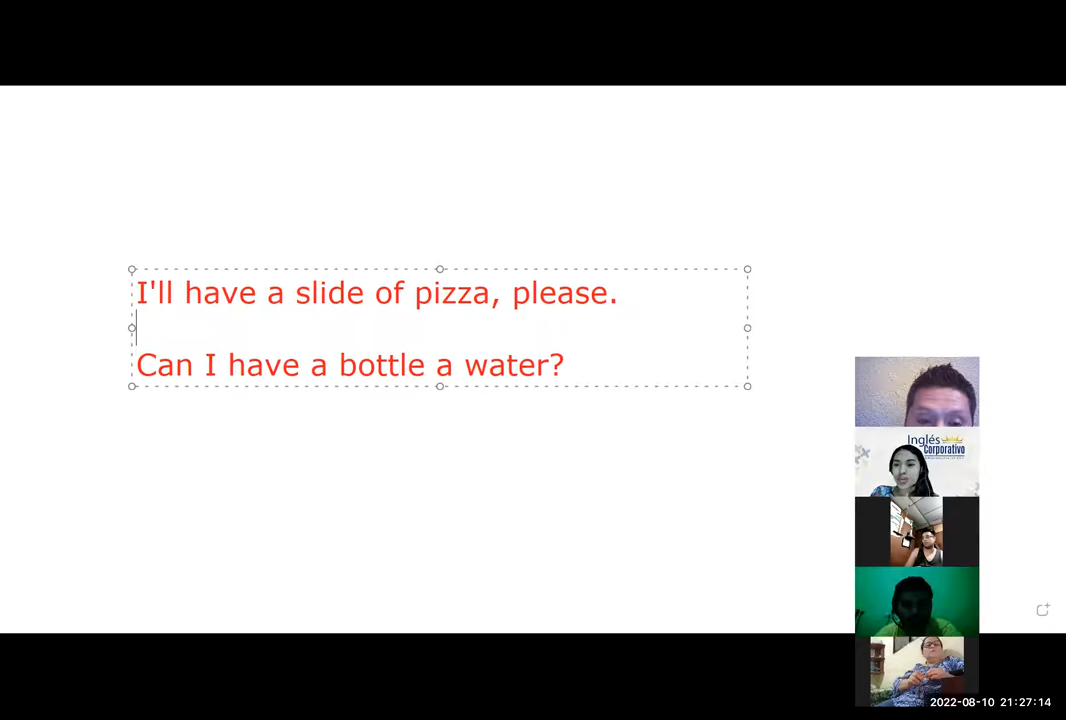 I'll have a slide of pizza, please.
Can I have a bottle a water?
Inglés
Corporativo
2022-08-10 21:27:14